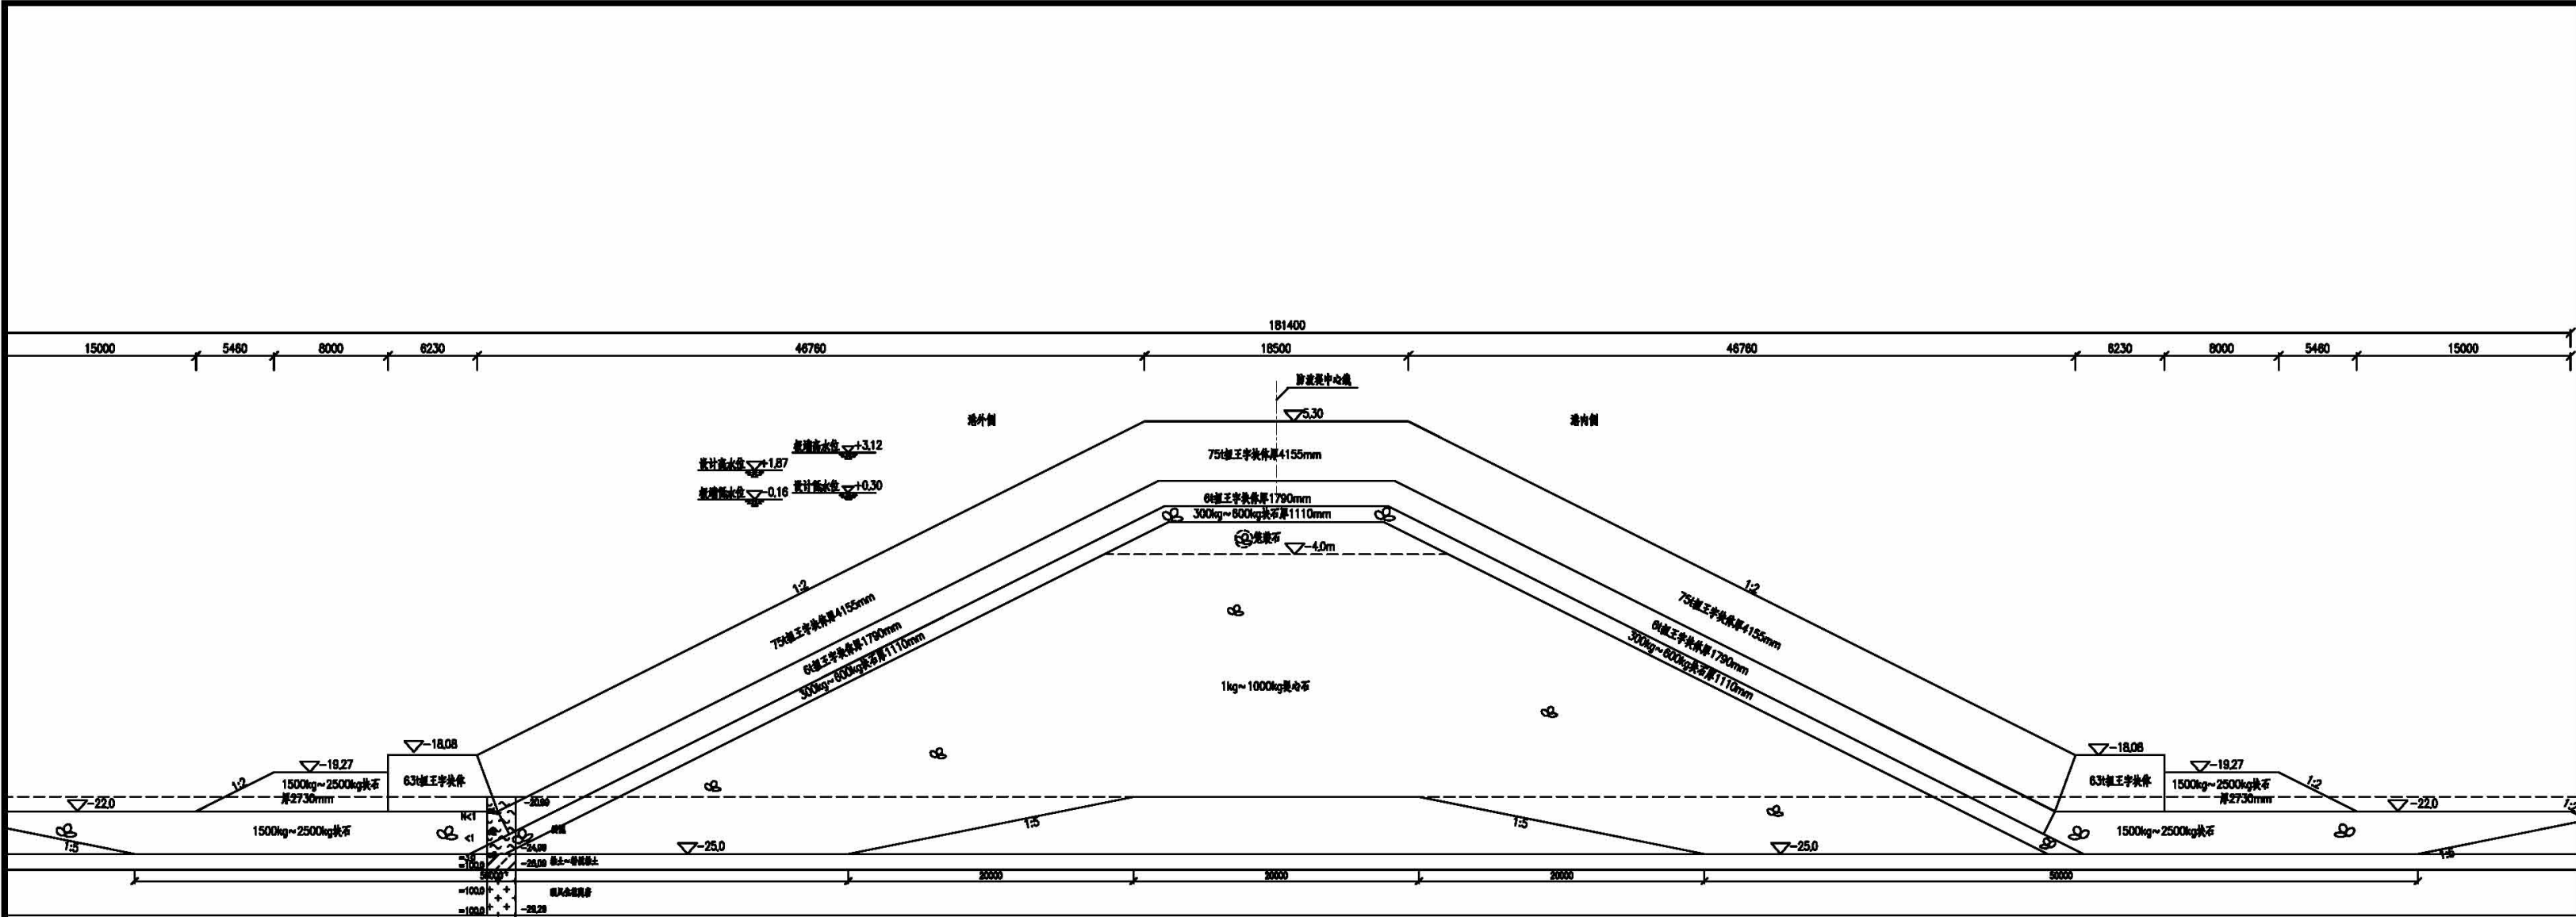 181400
15000 5460 8000 6230 46760 18500 46760 6230 8000 5460 15000
防波堤中心线
港外侧
5.30
港内侧
极端高水位 +3.12
设计高水位 +1.87
75t扭王字块体厚4155mm
极端低水位 -0.16
设计低水位 +0.30
6t扭王字块体厚1790mm
300kg~600kg块石厚1110mm
-4.0m
1:2
1:2
75t扭王字块体厚4155mm
6t扭王字块体厚1790mm
300kg~600kg块石厚1110mm
75t扭王字块体厚4155mm
6t扭王字块体厚1790mm
300kg~600kg块石厚1110mm
1kg~1000kg堤心石
-18.08
-19.27
1:2
1500kg~2500kg块石
厚2730mm
63t扭王字块体
-22.0
1500kg~2500kg块石
1:5
N<1
<1
-18.08
-19.27
63t扭王字块体
1500kg~2500kg块石
厚2730mm
1:2
-22.0
1500kg~2500kg块石
1:5
1:5
-25.0
-25.0
=100.0
=100.0
=100.0
-29.29
20000 20000 20000 50000